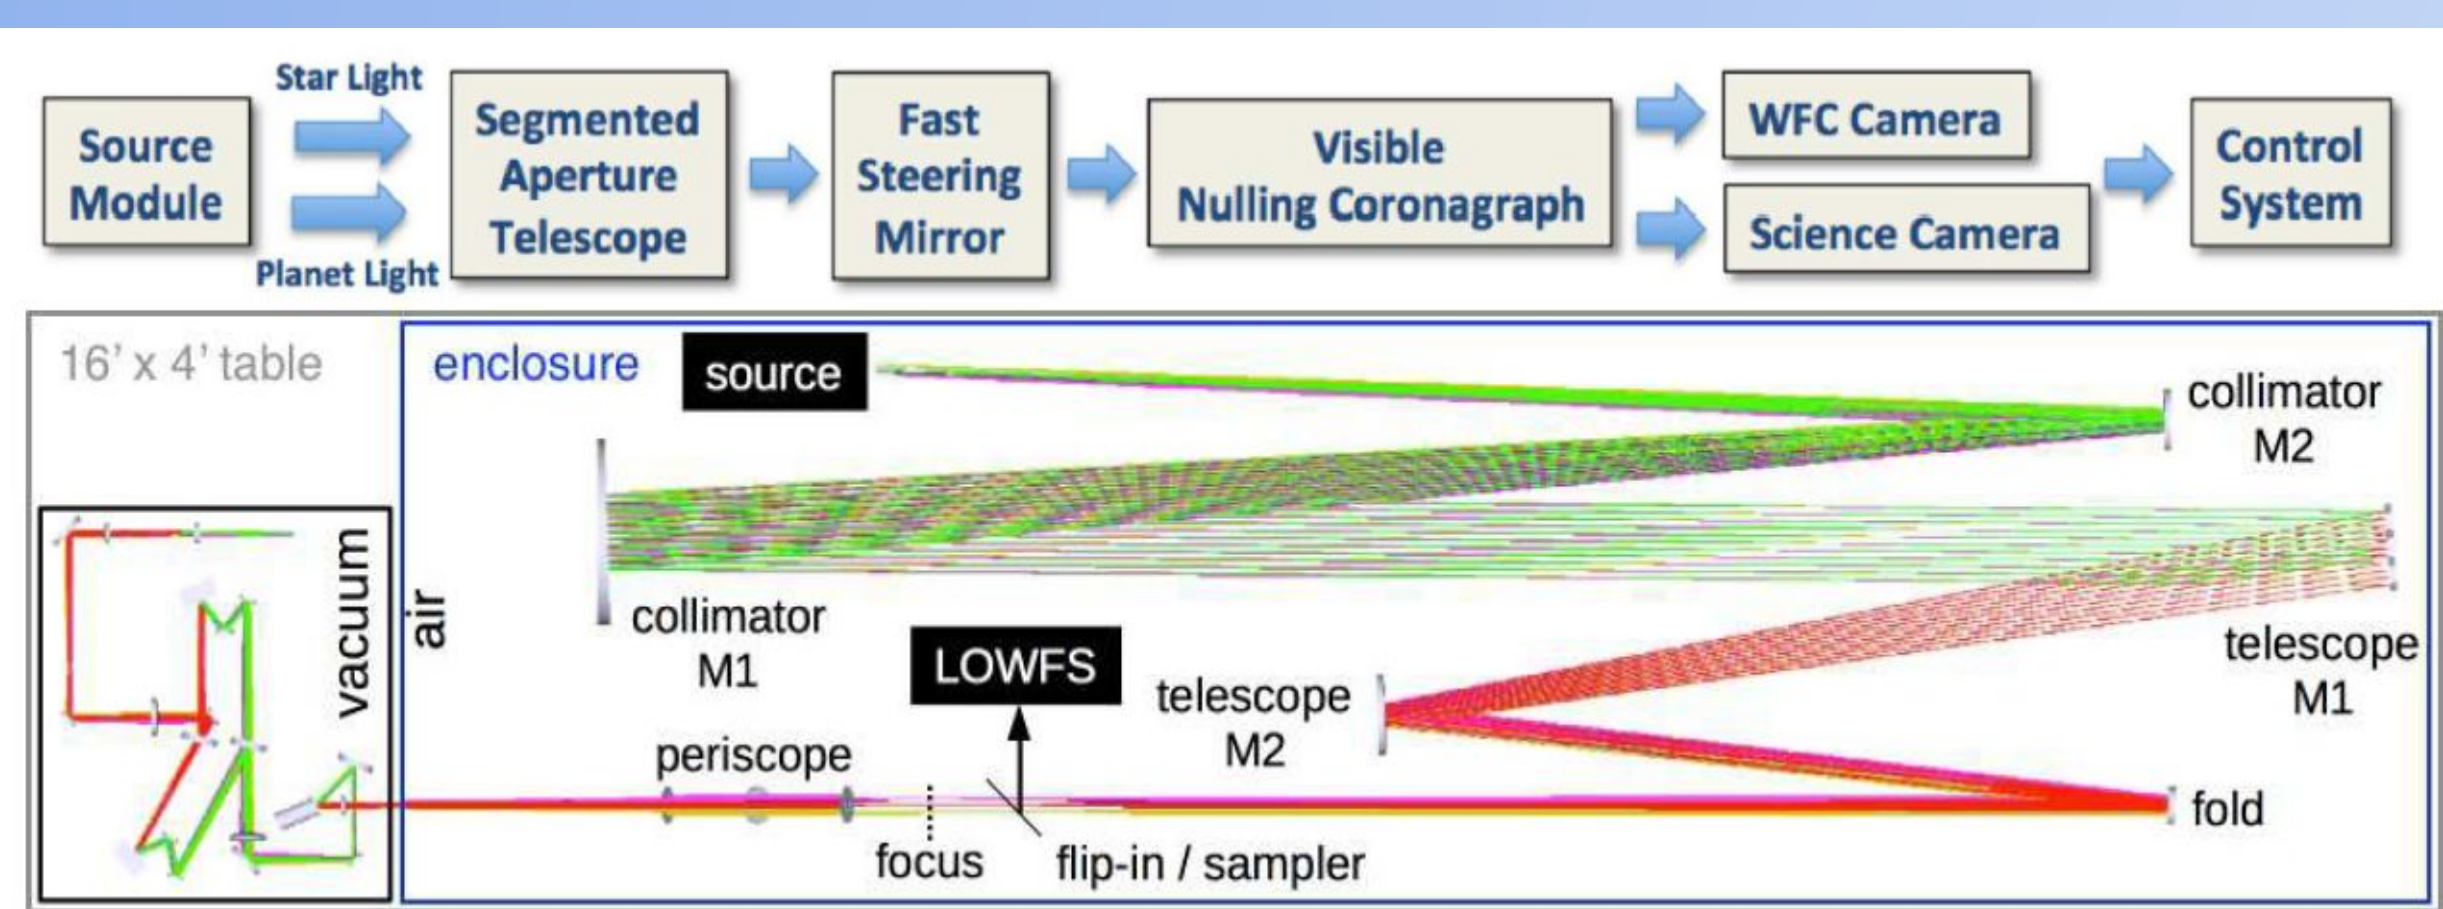 Star Light
Source
Module
Planet Light
Segmented
Aperture
Telescope
Fast
Steering
Mirror
Visible
Nulling Coronagraph
WFC Camera
Science Camera
Control
System
16’ x 4’ table
enclosure
source
collimator
M2
vacuum
air
collimator
M1
LOWFS
telescope
M2
telescope
M1
periscope
focus
flip-in / sampler
fold